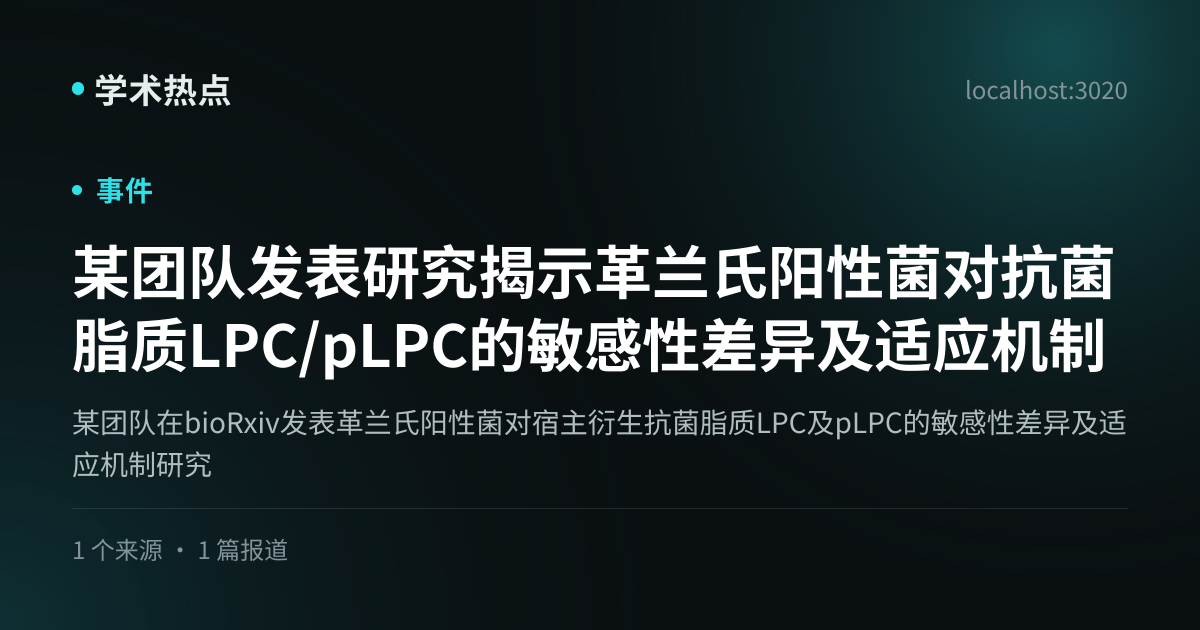 学术热点
localhost:3020
事件
某团队发表研究揭示革兰氏阳性菌对抗菌
脂质LPC/pLPC的敏感性差异及适应机制
某团队在bioRxiv发表革兰氏阳性菌对宿主衍生抗菌脂质LPC及pLPC的敏感性差异及适
应机制研究
1 个来源 · 1 篇报道